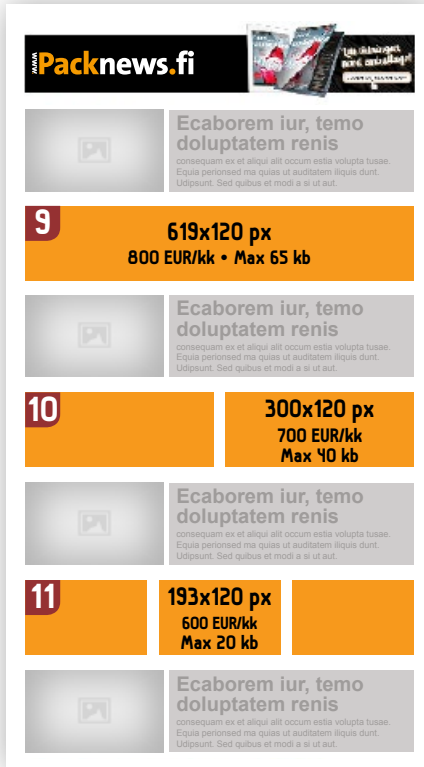 www.Packnews.fi
Ecaborem iur, temo
doluptatem renis
consequam ex et aliqui alit occum estia volupta tusae.
Equia perionsed ma quias ut auditatem iliquis dunt.
Udipsunt. Sed quibus et modi a si ut aut.
9
619x120 px
800 EUR/kk • Max 65 kb
Ecaborem iur, temo
doluptatem renis
consequam ex et aliqui alit occum estia volupta tusae.
Equia perionsed ma quias ut auditatem iliquis dunt.
Udipsunt. Sed quibus et modi a si ut aut.
10
300x120 px
700 EUR/kk
Max 40 kb
Ecaborem iur, temo
doluptatem renis
consequam ex et aliqui alit occum estia volupta tusae.
Equia perionsed ma quias ut auditatem iliquis dunt.
Udipsunt. Sed quibus et modi a si ut aut.
11
193x120 px
600 EUR/kk
Max 20 kb
Ecaborem iur, temo
doluptatem renis
consequam ex et aliqui alit occum estia volupta tusae.
Equia perionsed ma quias ut auditatem iliquis dunt.
Udipsunt. Sed quibus et modi a si ut aut.